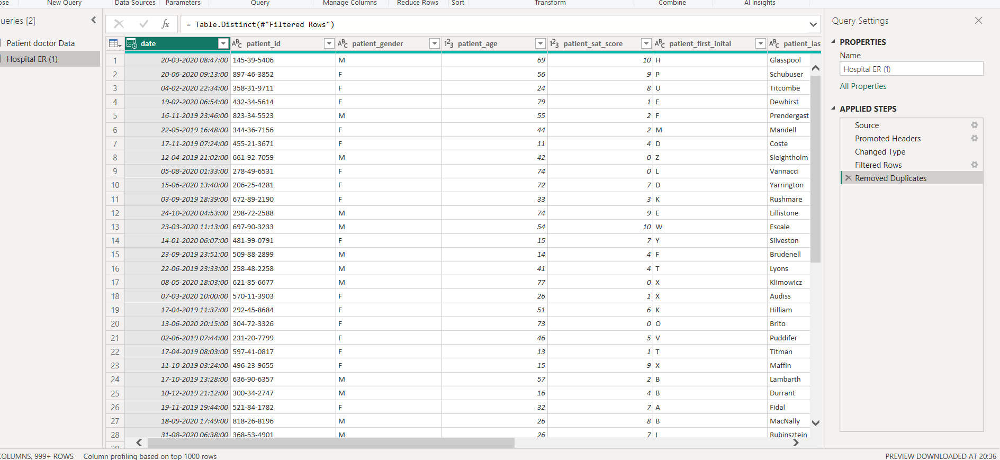 ose New Query Data Sources Parameters Query Manage Columns Reduce Rows Sort Transform Combine AI Insights
ueries [2]
Patient doctor Data
Hospital ER (1)
fx = Table.Distinct(#"Filtered Rows")
date ABC patient_id ABC patient_gender 123 patient_age 123 patient_sat_score ABC patient_first_inital ABC patient_las
1 20-03-2020 08:47:00 145-39-5406 M 69 10 H Glasspool
2 20-06-2020 09:13:00 897-46-3852 F 56 9 P Schubuser
3 04-02-2020 22:34:00 358-31-9711 F 24 8 U Titcombe
4 19-02-2020 06:54:00 432-34-5614 F 79 1 E Dewhirst
5 16-11-2019 23:46:00 823-34-5523 M 55 2 F Prendergast
6 22-05-2019 16:48:00 344-36-7156 F 44 2 M Mandell
7 17-11-2019 07:24:00 455-21-3671 F 11 4 D Coste
8 12-04-2019 21:02:00 661-92-7059 M 42 0 Z Sleightholm
9 05-08-2020 01:33:00 278-49-6531 F 74 0 L Vannacci
10 15-06-2020 13:40:00 206-25-4281 F 72 7 D Yarrington
11 03-09-2019 18:39:00 672-89-2190 F 33 3 K Rushmare
12 24-10-2020 04:53:00 298-72-2588 M 74 9 E Lillistone
13 23-03-2020 11:13:00 697-90-3233 M 54 10 W Escale
14 14-01-2020 06:07:00 481-99-0791 F 15 7 Y Silveston
15 23-09-2019 23:51:00 509-88-2899 M 14 4 F Brudenell
16 22-06-2019 23:33:00 258-48-2258 M 41 4 T Lyons
17 08-05-2020 18:03:00 621-85-6677 M 77 0 X Klimowicz
18 07-03-2020 10:00:00 570-11-3903 F 26 1 X Audiss
19 17-04-2019 11:37:00 292-45-8684 F 51 6 K Hilliam
20 13-06-2020 20:15:00 304-72-3326 F 73 0 O Brito
21 02-06-2019 07:44:00 231-20-7799 F 46 5 V Puddifer
22 17-04-2019 08:03:00 597-41-0817 F 13 1 T Titman
23 11-10-2019 03:24:00 496-23-9655 F 15 9 X Maffin
24 17-10-2019 13:28:00 636-90-6357 M 57 2 B Lambarth
25 10-12-2019 21:12:00 300-34-2747 M 16 4 B Durrant
26 19-11-2019 19:44:00 521-84-1782 F 32 7 A Fidal
27 18-09-2020 17:49:00 818-26-8196 M 26 8 B MacNally
28 31-08-2020 06:38:00 368-53-4901 M 26 7 I Rubinsztein
29
Query Settings
PROPERTIES
Name
Hospital ER (1)
All Properties
APPLIED STEPS
Source
Promoted Headers
Changed Type
Filtered Rows
Removed Duplicates
COLUMNS, 999+ ROWS Column profiling based on top 1000 rows PREVIEW DOWNLOADED AT 20:36